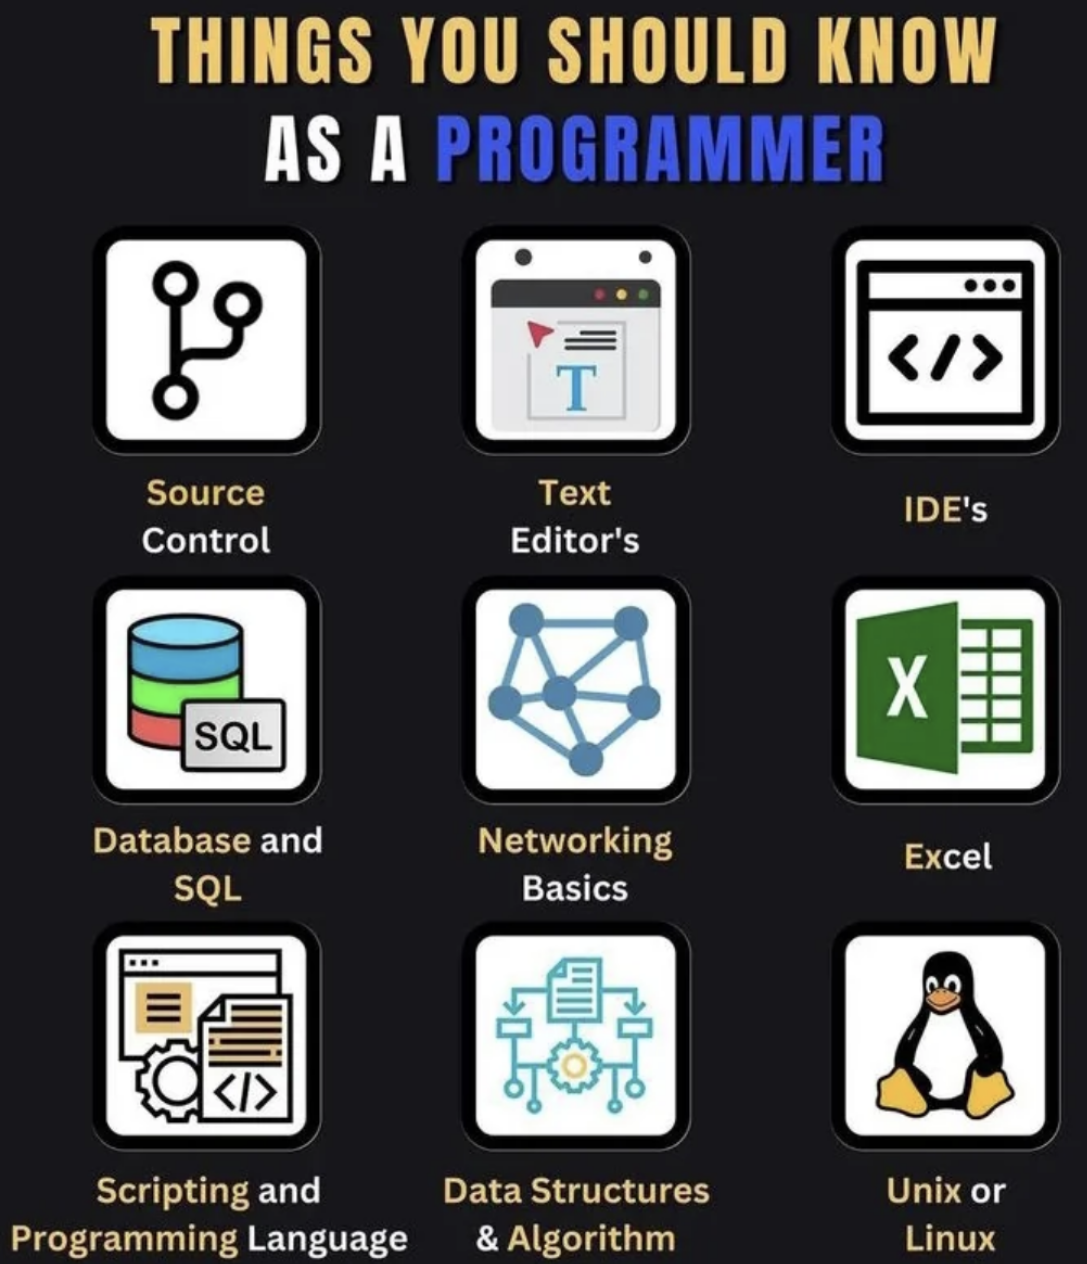 THINGS YOU SHOULD KNOW
AS A PROGRAMMER
Source
Control
T
Text
Editor's
</>
IDE's
SQL
Database and
SQL
Networking
Basics
X
Excel
</>
Scripting and
Programming Language
Data Structures
& Algorithm
Unix or
Linux